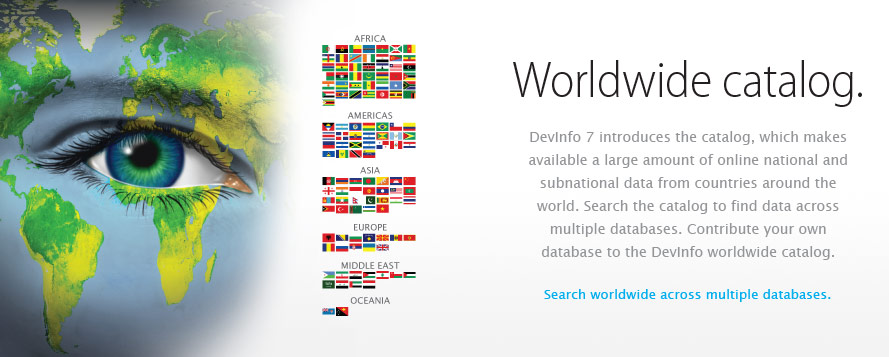 AFRICA
AMERICAS
ASIA
EUROPE
MIDDLE EAST
OCEANIA
Worldwide catalog.
DevInfo 7 introduces the catalog, which makes
available a large amount of online national and
subnational data from countries around the
world. Search the catalog to find data across
multiple databases. Contribute your own
database to the DevInfo worldwide catalog.
Search worldwide across multiple databases.